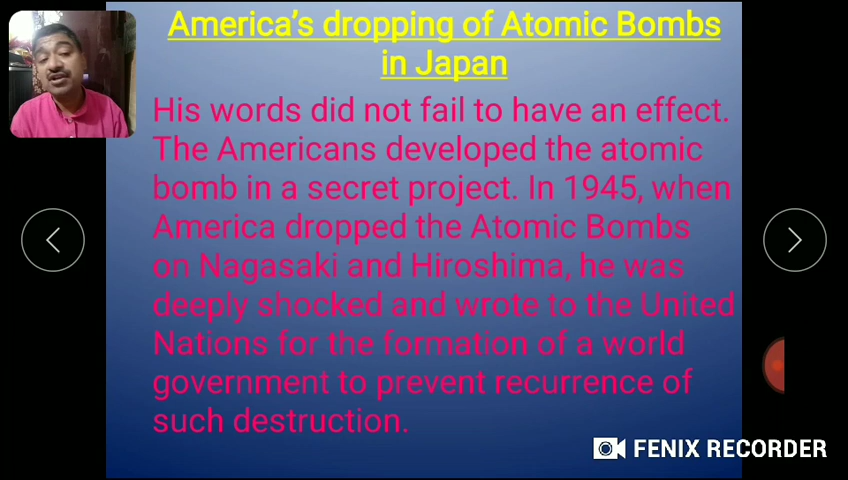 America's dropping of Atomic Bombs
in Japan
His words did not fail to have an effect.
The Americans developed the atomic
bomb in a secret project. In 1945, when
America dropped the Atomic Bombs
on Nagasaki and Hiroshima, he was
deeply shocked and wrote to the United
Nations for the formation of a world
government to prevent recurrence of
such destruction.
FENIX RECORDER